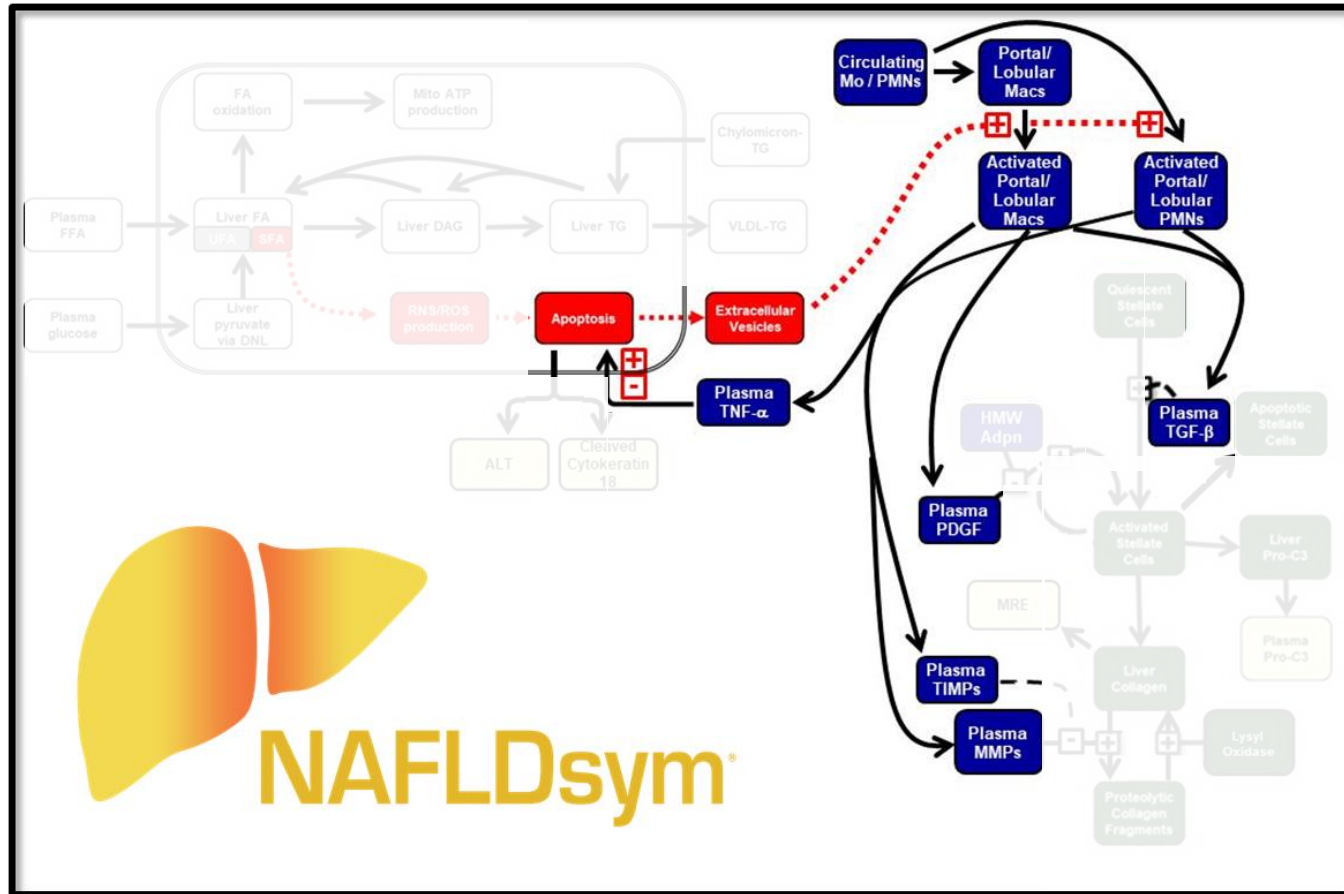 Circulating
Mo / PMNs
Portal/
Lobular
Macs
FA
oxidation
Mito ATP
production
Chylomicron-
TG
+
+
Activated
Portal/
Lobular
Macs
Activated
Portal/
Lobular
PMNs
Plasma
FFA
Liver FA
UFA
SFA
Liver DAG
Liver TG
VLDL-TG
Plasma
glucose
Liver
pyruvate
via DNL
RNS/ROS
production
Apoptosis
Extracellular
Vesicles
Quiescent
Stellate
Cells
+
-
Plasma
TNF-α
+
HMW
Adpn
Plasma
TGF-β
Apoptotic
Stellate
Cells
ALT
Cleaved
Cytokeratin
18
+
-
Plasma
PDGF
Activated
Stellate
Cells
Liver
Pro-C3
MRE
Plasma
Pro-C3
Plasma
TIMPs
Liver
Collagen
Plasma
MMPs
-
+
+
Lysyl
Oxidase
Proteolytic
Collagen
Fragments
NAFLDsym®